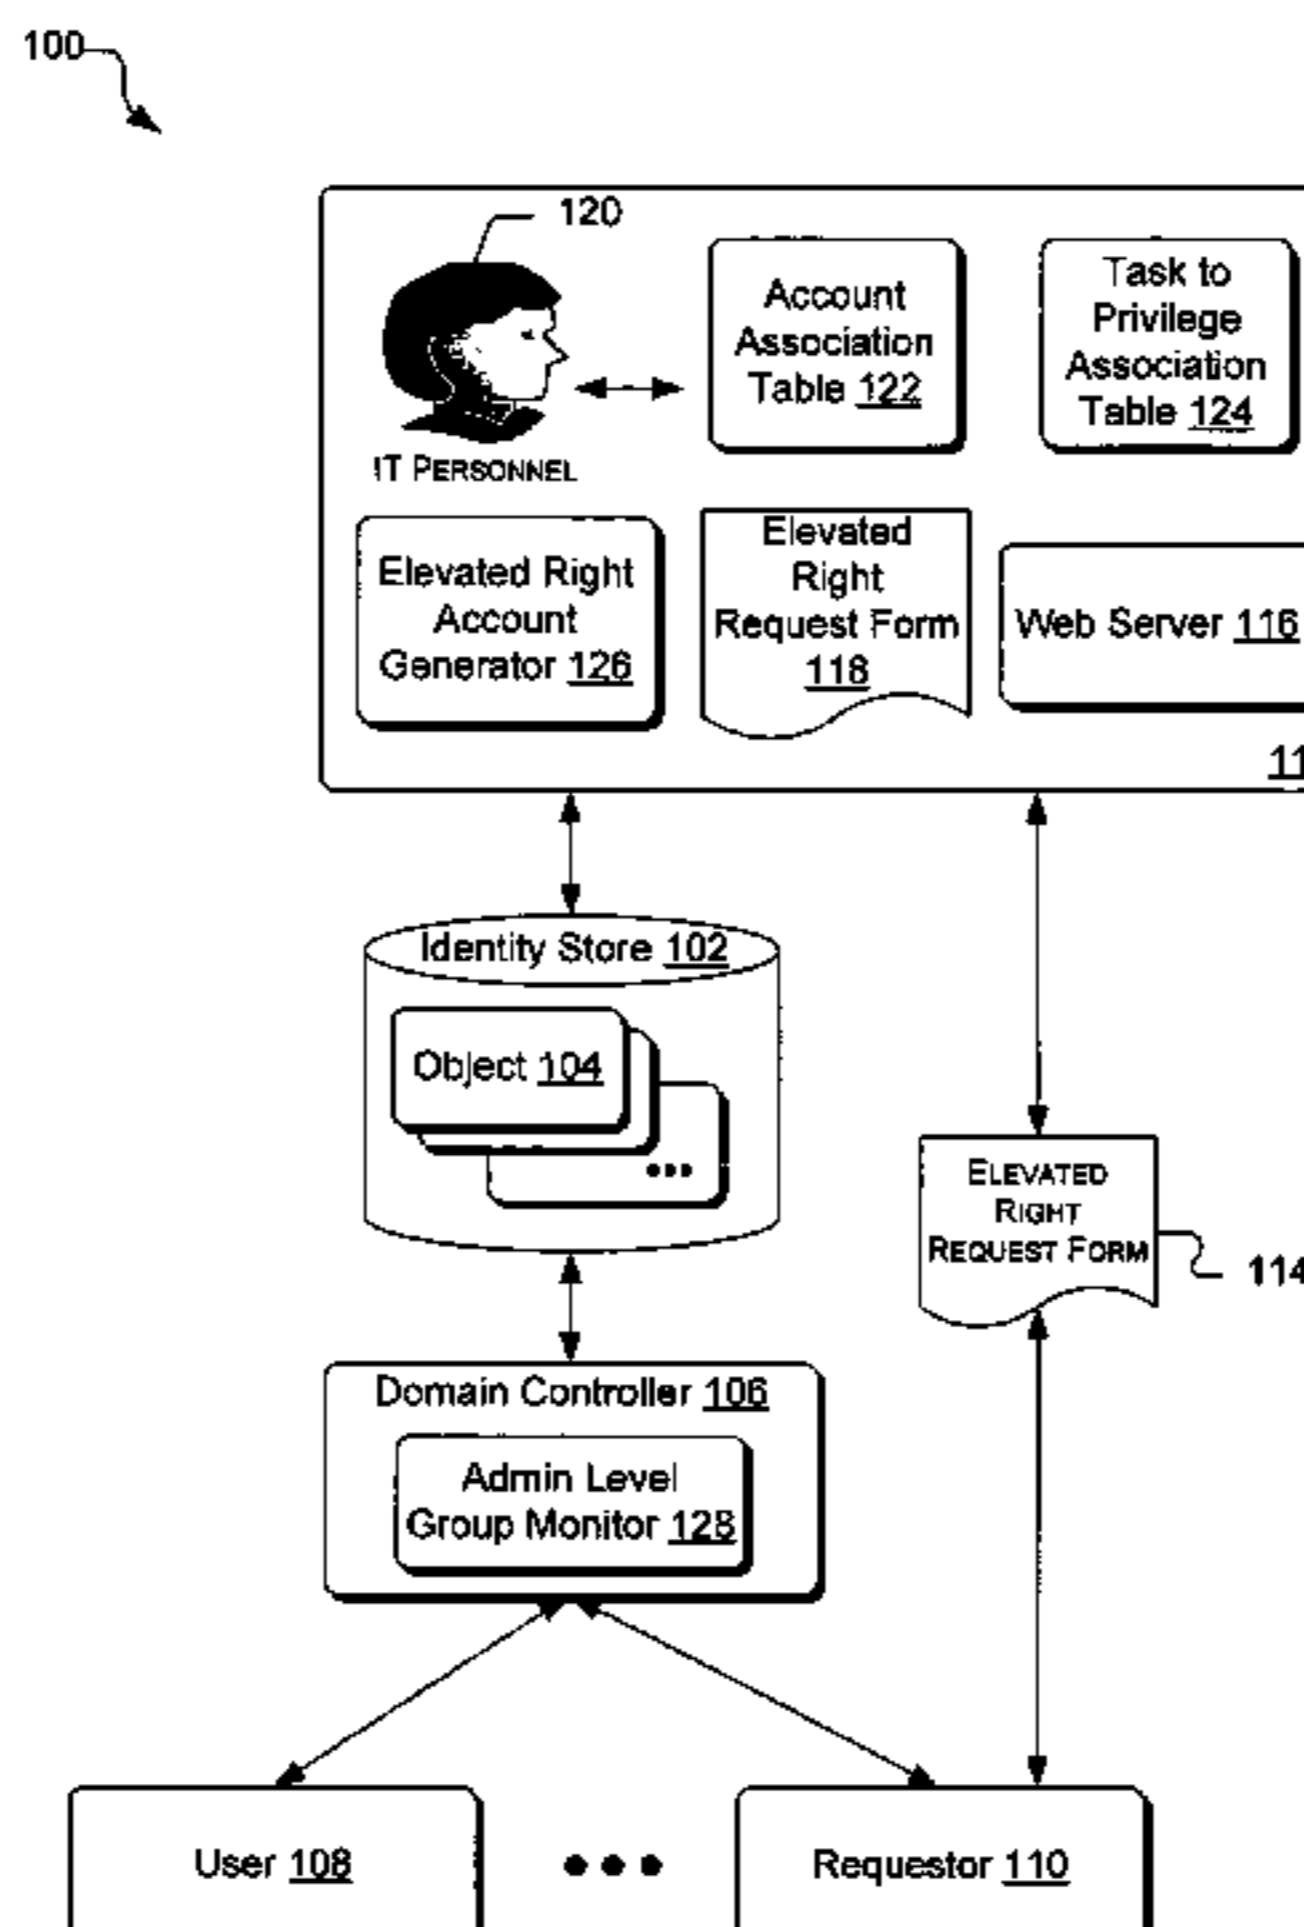 100
120
Account
Association
Table 122
Task to
Privilege
Association
Table 124
IT PERSONNEL
Elevated Right
Account
Generator 126
Elevated
Right
Request Form
118
Web Server 116
Identity Store 102
Object 104
ELEVATED
RIGHT
REQUEST FORM
114
Domain Controller 106
Admin Level
Group Monitor 128
User 108
Requestor 110